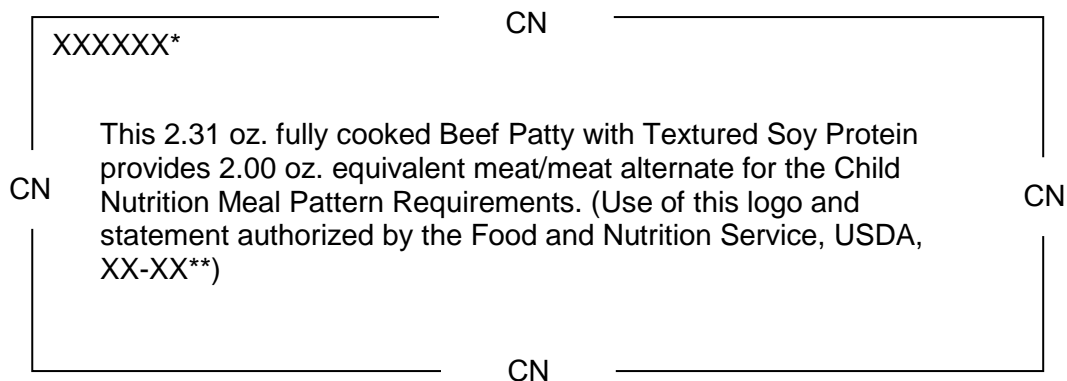 CN
XXXXXX*
This 2.31 oz. fully cooked Beef Patty with Textured Soy Protein
provides 2.00 oz. equivalent meat/meat alternate for the Child
CN
CN
Nutrition Meal Pattern Requirements. (Use of this logo and
statement authorized by the Food and Nutrition Service, USDA,
XX-XX**)
CN